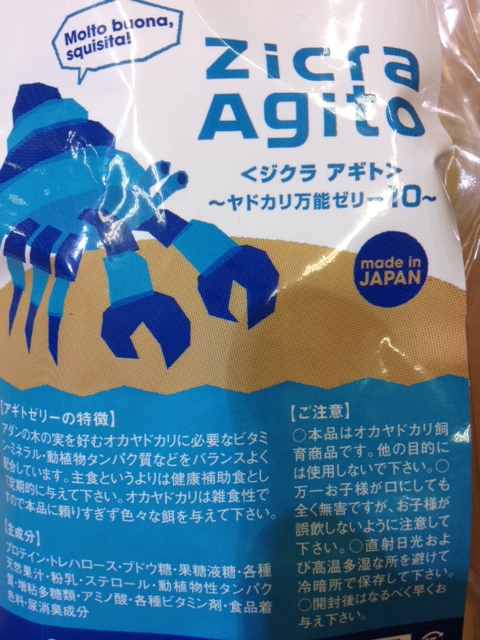 Molto buona,
squisita!
Zicra
Agito
<ジクラ アギト>
～ヤドカリ万能ゼリー10～
made in
JAPAN
【アギトゼリーの特徴】
アダンの木の実を好むオカヤドカリに必要なビタミ
ン・ミネラル・動植物タンパク質などをバランスよく
配合しています。主食というよりは健康補助食とし
て定期的に与えて下さい。オカヤドカリは雑食性で
すので本品に頼りすぎず色々な餌を与えて下さい。
【主成分】
プロテイン・トレハロース・ブドウ糖・果糖液糖・各種
天然果汁・粉乳・ステロール・動植物性タンパク
質・増粘多糖類・アミノ酸・各種ビタミン剤・食品着
色料・尿消臭成分
【ご注意】
○本品はオカヤドカリ飼
育商品です。他の目的に
は使用しないで下さい。○
万一お子様が口にしても
全く無害ですが、お子様が
誤飲しないように注意して
下さい。○直射日光およ
び高温多湿な所を避けて
冷暗所で保存して下さい。
○開封後はなるべく早くお
与え下さい。